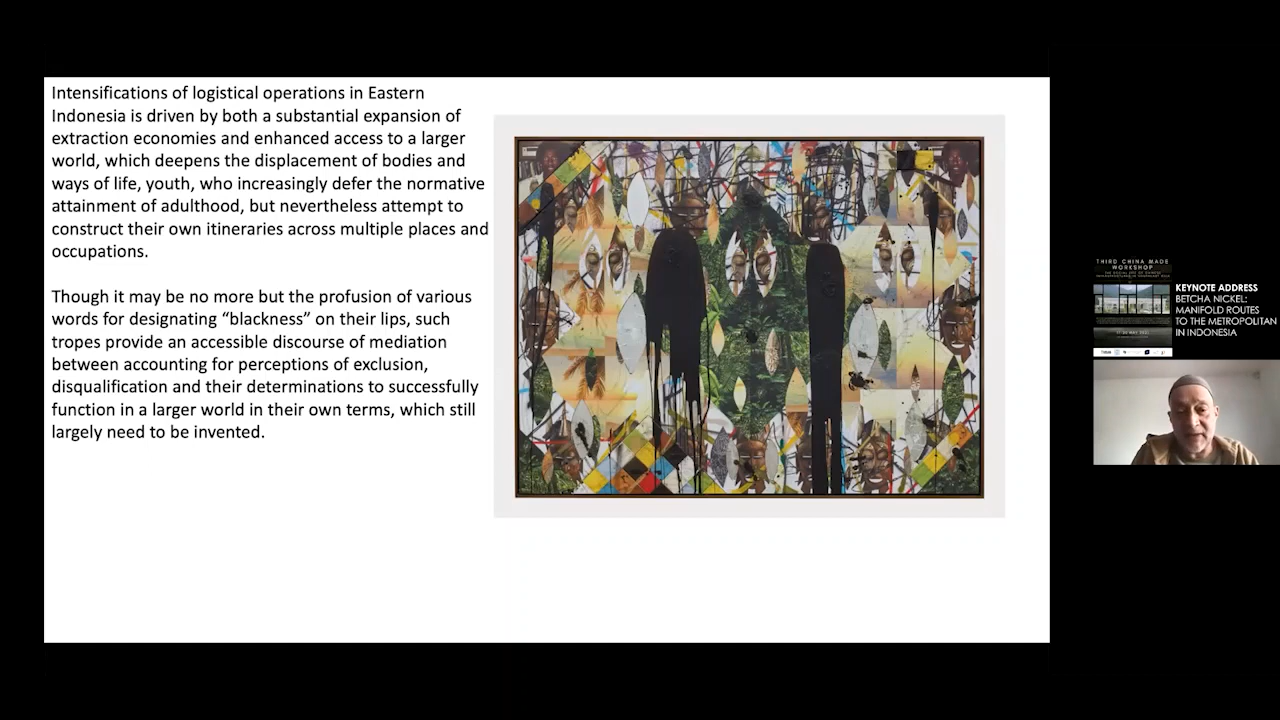 Intensifications of logistical operations in Eastern
Indonesia is driven by both a substantial expansion of
extraction economies and enhanced access to a larger
world, which deepens the displacement of bodies and
ways of life, youth, who increasingly defer the normative
attainment of adulthood, but nevertheless attempt to
construct their own itineraries across multiple places and
occupations.
Though it may be no more but the profusion of various
words for designating “blackness” on their lips, such
tropes provide an accessible discourse of mediation
between accounting for perceptions of exclusion,
disqualification and their determinations to successfully
function in a larger world in their own terms, which still
largely need to be invented.
THIRD CHINA MADE
WORKSHOP
KEYNOTE ADDRESS
BETCHA NICKEL:
MANIFOLD ROUTES
TO THE METROPOLITAN
IN INDONESIA